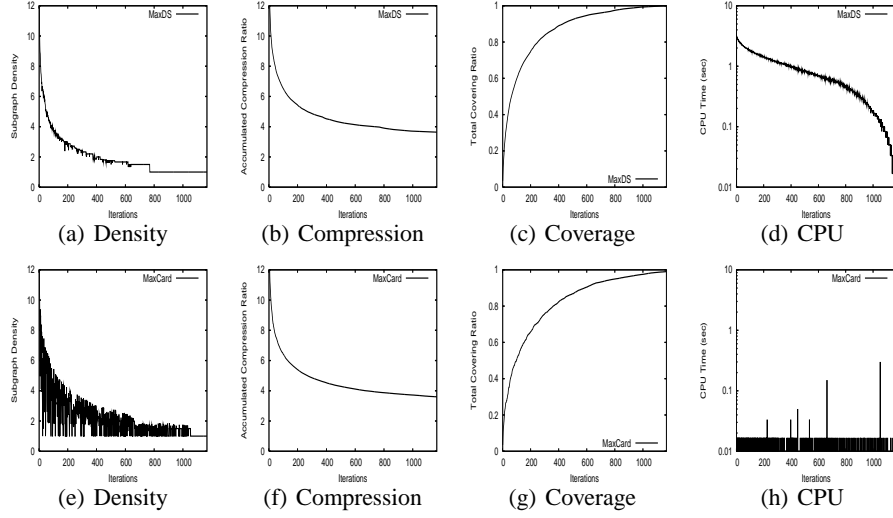 MaxDS
Subgraph Density
12
10
8
6
4
2
0
0 200 400 600 800 1000
Iterations
(a) Density
MaxDS
Accumulated Compression Ratio
12
10
8
6
4
2
0
0 200 400 600 800 1000
Iterations
(b) Compression
MaxDS
Total Covering Ratio
1
0.8
0.6
0.4
0.2
0
0 200 400 600 800 1000
Iterations
(c) Coverage
MaxDS
CPU Time (sec)
10
1
0.1
0.01
0 200 400 600 800 1000
Iterations
(d) CPU
MaxCard
Subgraph Density
12
10
8
6
4
2
0
0 200 400 600 800 1000
Iterations
(e) Density
MaxCard
Accumulated Compression Ratio
12
10
8
6
4
2
0
0 200 400 600 800 1000
Iterations
(f) Compression
MaxCard
Total Covering Ratio
1
0.8
0.6
0.4
0.2
0
0 200 400 600 800 1000
Iterations
(g) Coverage
MaxCard
CPU Time (sec)
10
1
0.1
0.01
0 200 400 600 800 1000
Iterations
(h) CPU